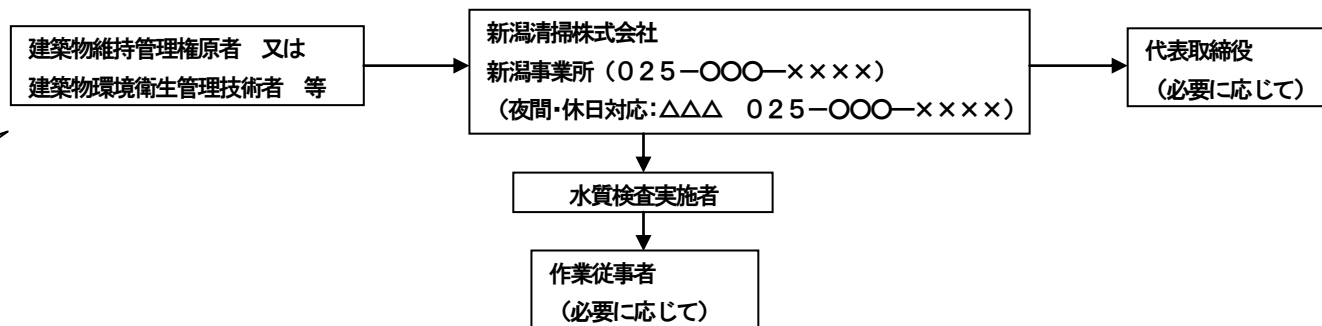 建築物維持管理権原者　又は
建築物環境衛生管理技術者　等
新潟清掃株式会社
新潟事業所（０２５－〇〇〇－××××）
（夜間・休日対応：△△△　０２５－〇〇〇－××××）
代表取締役
（必要に応じて）
水質検査実施者
作業従事者
（必要に応じて）